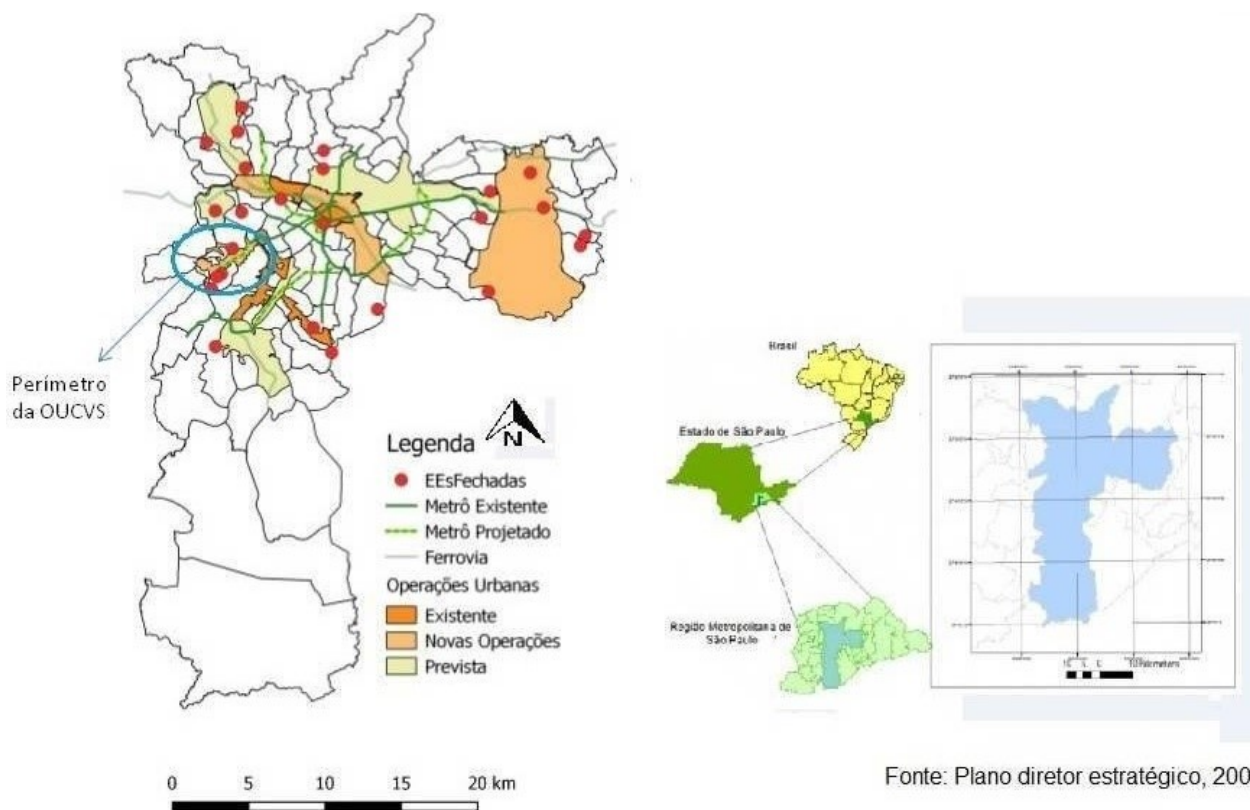 Perímetro
da OUCVS
N
Legenda
EEsFechadas
Metrô Existente
Metrô Projetado
Ferrovia
Operações Urbanas
Existente
Novas Operações
Prevista
0 5 10 15 20 km
Brasil
Estado de São Paulo
Região Metropolitana de
São Paulo
Fonte: Plano diretor estratégico, 200